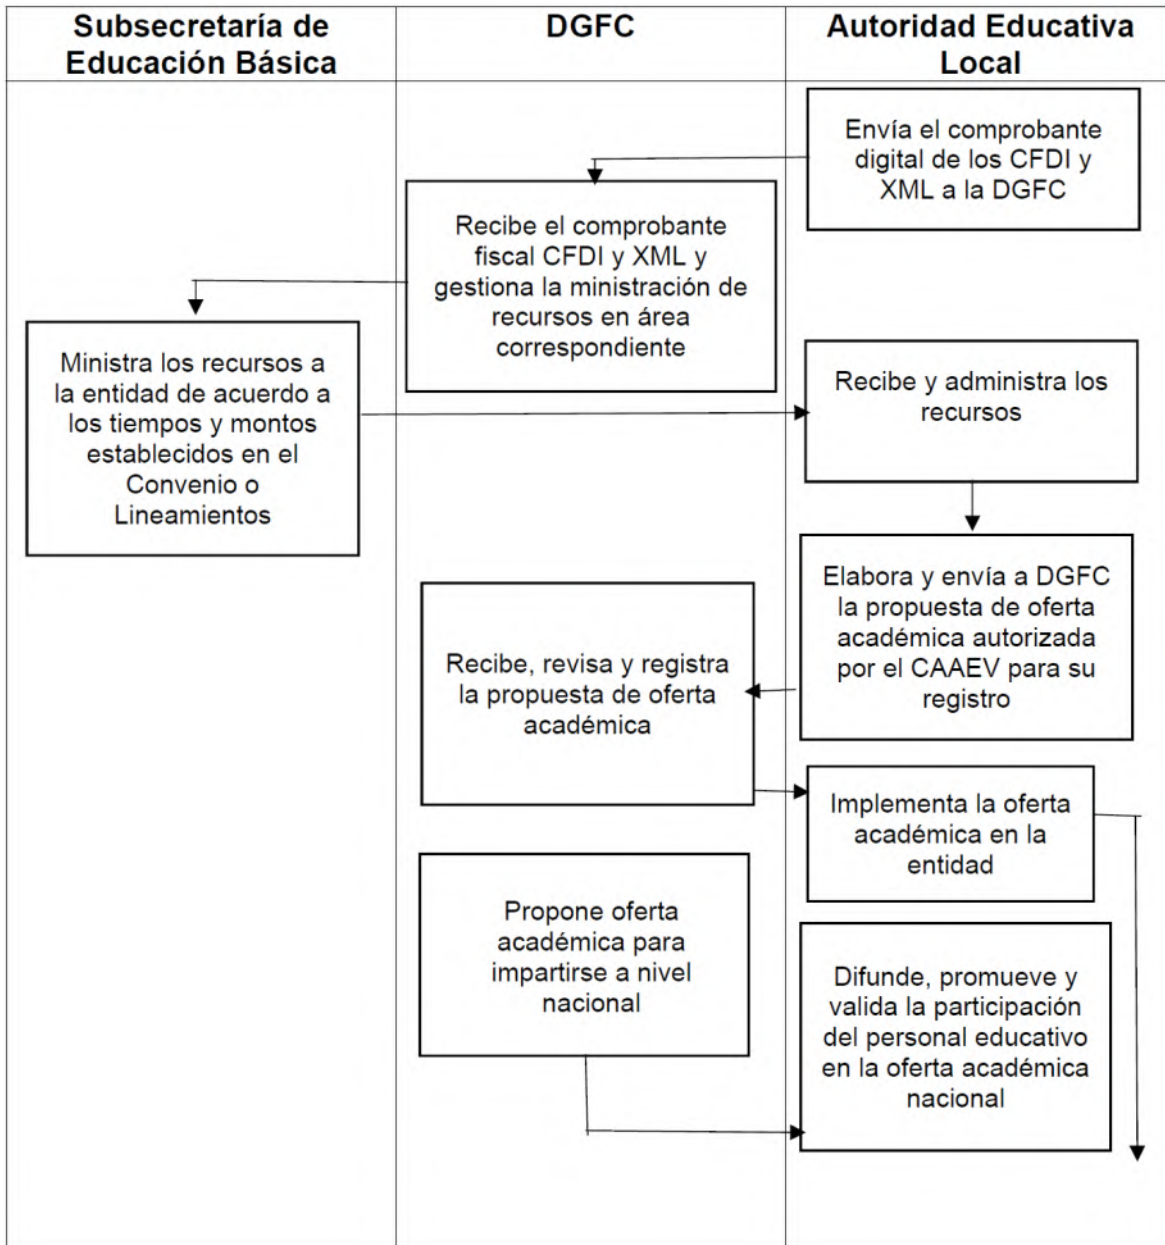 Subsecretaría de
Educación Básica
DGFC
Autoridad Educativa
Local
Envía el comprobante
digital de los CFDI y
XML a la DGFC
Recibe el comprobante
fiscal CFDI y XML y
gestiona la ministración de
recursos en área
correspondiente
Ministra los recursos a
la entidad de acuerdo a
los tiempos y montos
establecidos en el
Convenio o
Lineamientos
Recibe y administra los
recursos
Elabora y envía a DGFC
la propuesta de oferta
académica autorizada
por el CAAEV para su
registro
Recibe, revisa y registra
la propuesta de oferta
académica
Implementa la oferta
académica en la
entidad
Propone oferta
académica para
impartirse a nivel
nacional
Difunde, promueve y
valida la participación
del personal educativo
en la oferta académica
nacional